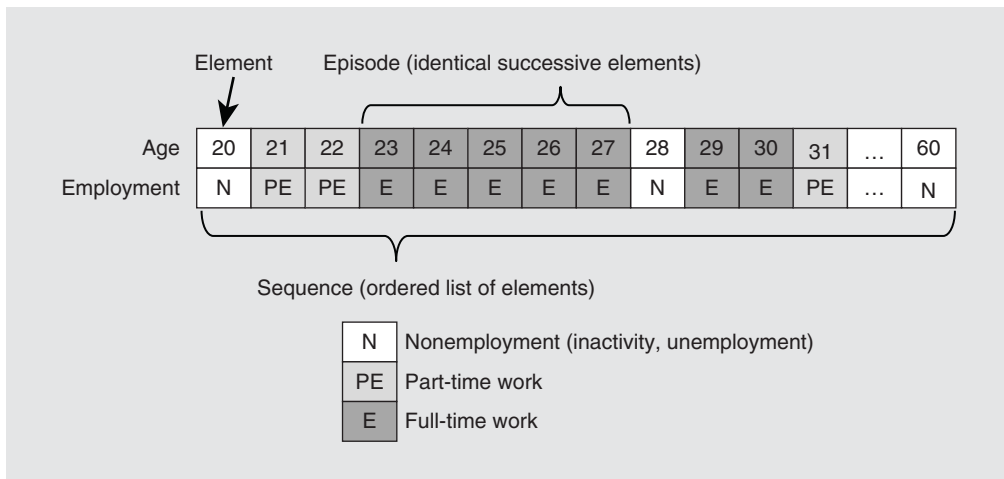 Element Episode (identical successive elements)
Age 20 21 22 23 24 25 26 27 28 29 30 31 ... 60
Employment N PE PE E E E E E N E E PE ... N
Sequence (ordered list of elements)
N Nonemployment (inactivity, unemployment)
PE Part-time work
E Full-time work